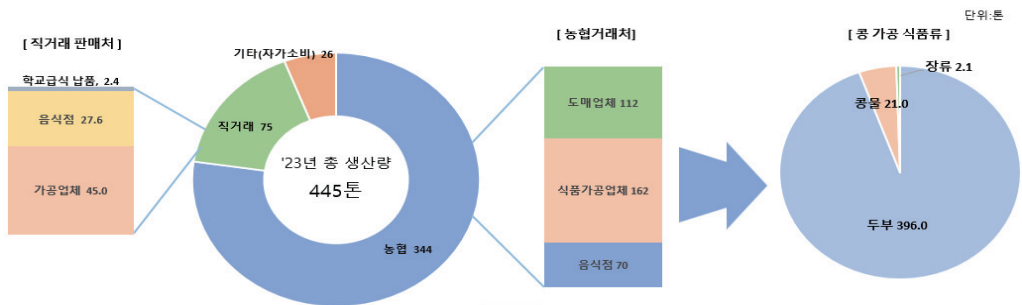 단위:톤
[ 직거래 판매처 ]
학교급식 납품, 2.4
음식점 27.6
가공업체 45.0
기타(자가소비) 26
직거래 75
'23년 총 생산량
445톤
농협 344
[ 농협거래처 ]
도매업체 112
식품가공업체 162
음식점 70
[ 콩 가공 식품류 ]
장류 2.1
콩물 21.0
두부 396.0